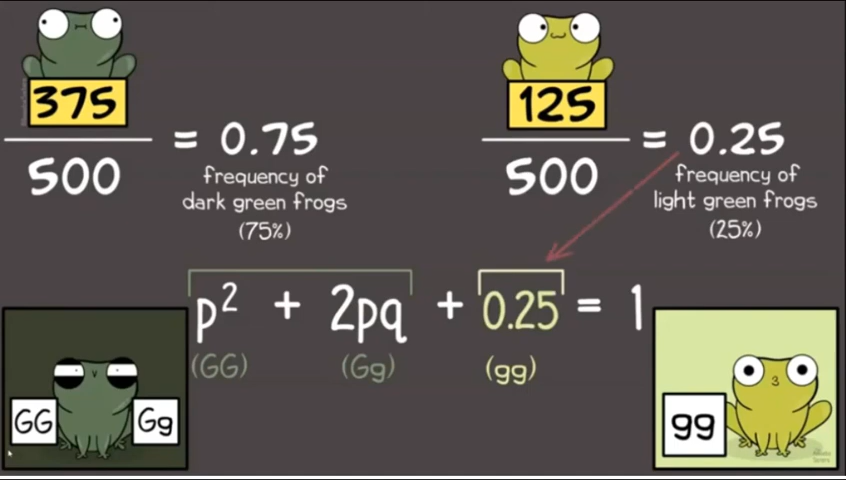 375
500
= 0.75
frequency of
dark green frogs
(75%)
125
500
= 0.25
frequency of
light green frogs
(25%)
p² + 2pq + 0.25 = 1
(GG) (Gg) (gg)
GG
Gg
gg